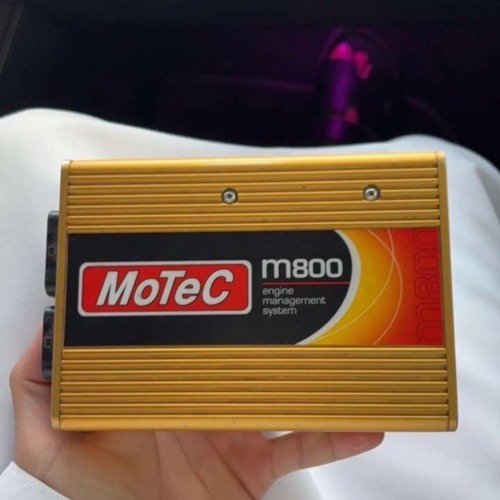 MoTeC
m800
engine
management
system
m800